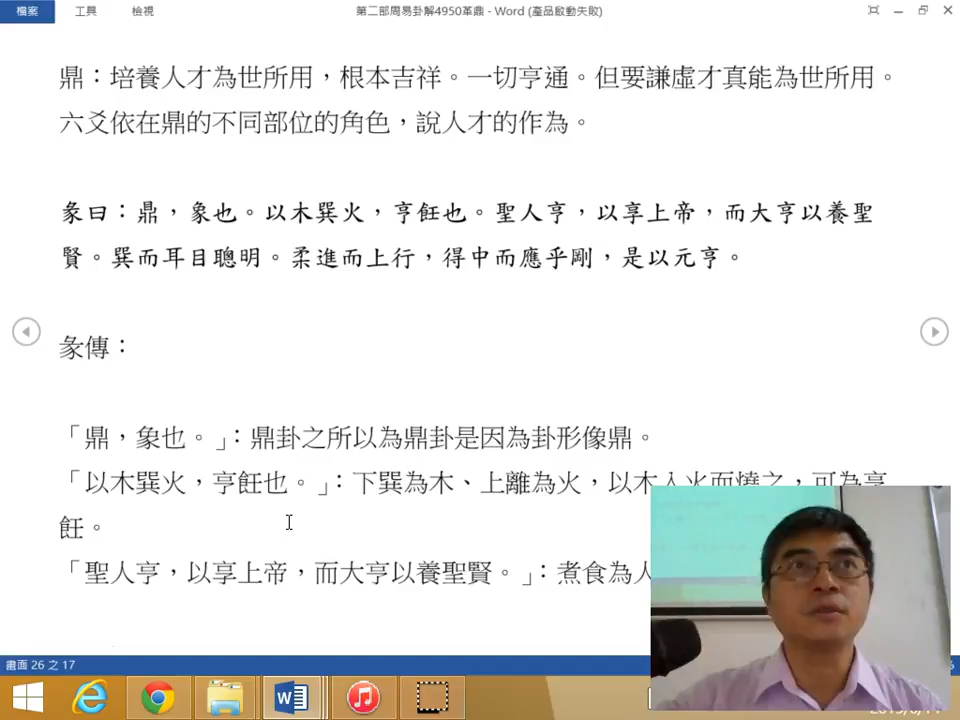 檔案 工具 檢視 第二部周易卦解4950革鼎 - Word (產品啟動失敗)
鼎：培養人才為世所用，根本吉祥。一切亨通。但要謙虛才真能為世所用。
六爻依在鼎的不同部位的角色，說人才的作為。
彖曰：鼎，象也。以木巽火，亨飪也。聖人亨，以享上帝，而大亨以養聖
賢。巽而耳目聰明。柔進而上行，得中而應乎剛，是以元亨。
彖傳：
「鼎，象也。」：鼎卦之所以為鼎卦是因為卦形像鼎。
「以木巽火，亨飪也。」：下巽為木、上離為火，以木入火而燒之，可為亨
飪。
「聖人亨，以享上帝，而大亨以養聖賢。」：煮食為人
畫面 26 之 17